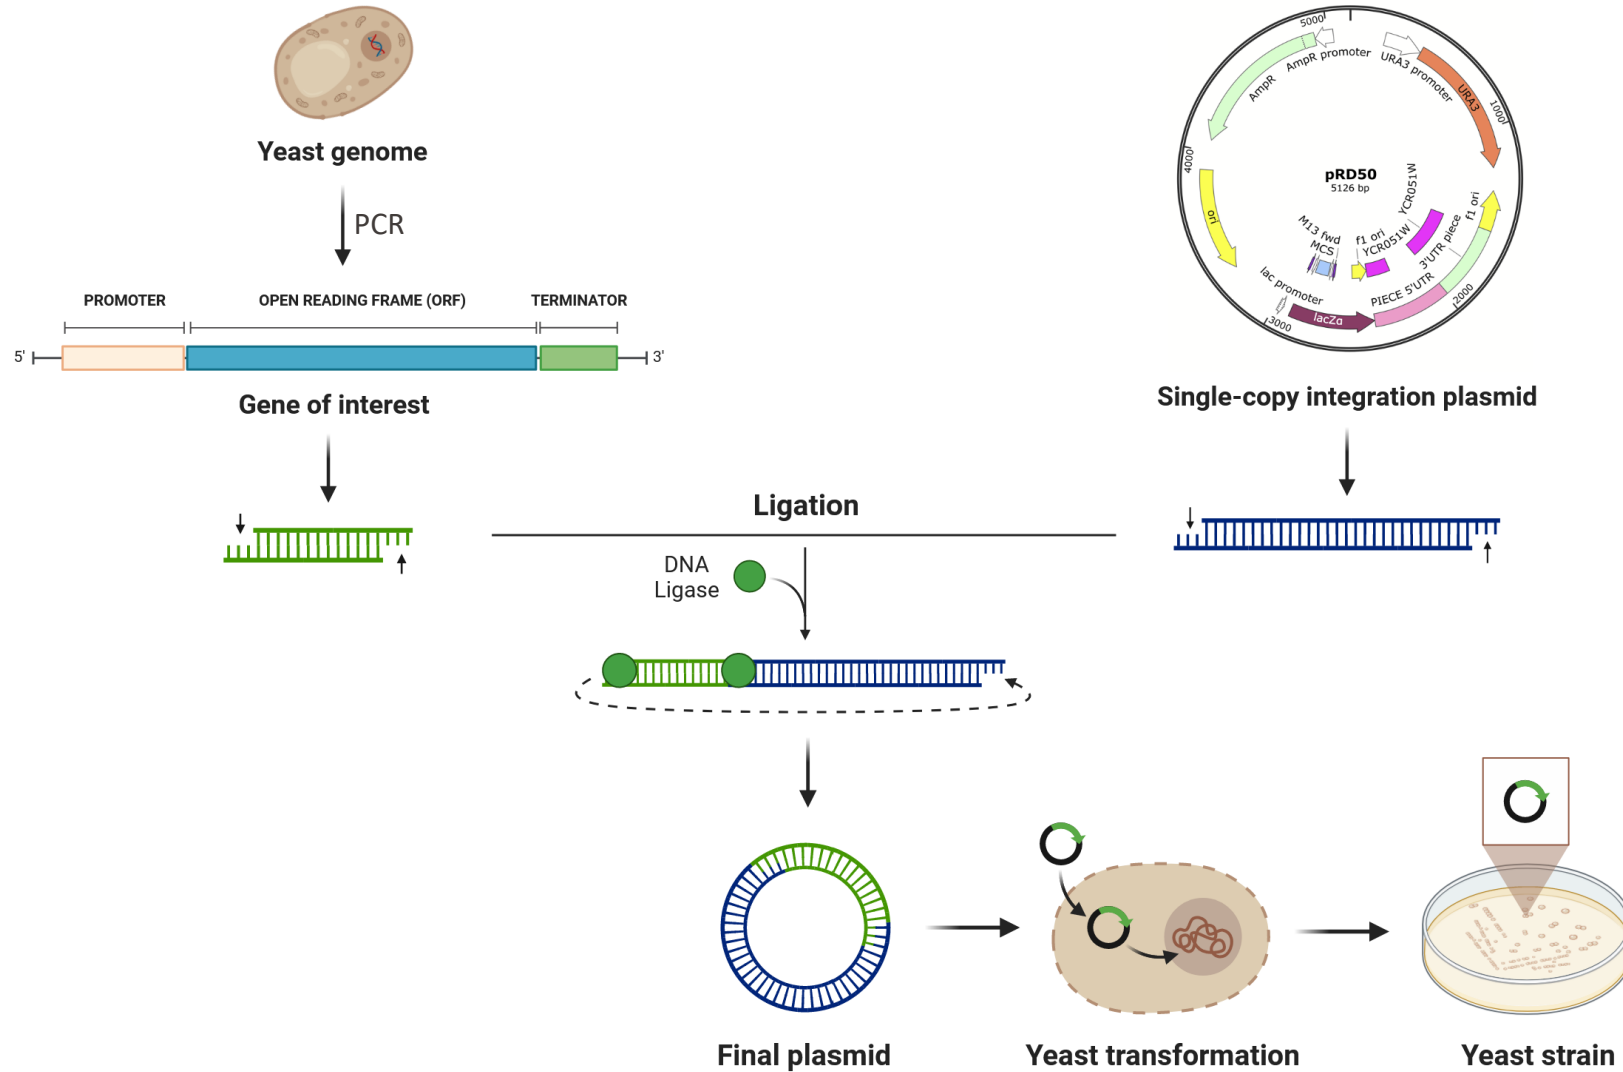 Yeast genome
PCR
PROMOTER
OPEN READING FRAME (ORF)
TERMINATOR
5'
3'
Gene of interest
5000
AmpR promoter
URA3 promoter
AmpR
URA3
1000
4000
pRD50
5126 bp
YCR051W
f1 ori
ori
M13 fwd
MCS
f1 ori
YCR051W
3'UTR piece
lac promoter
PIECE 5'UTR
2000
3000
lacZα
Single-copy integration plasmid
Ligation
DNA
Ligase
Final plasmid
Yeast transformation
Yeast strain